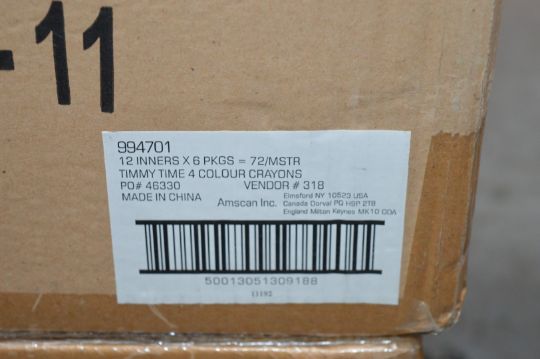 -11
994701
12 INNERS X 6 PKGS = 72/MSTR
TIMMY TIME 4 COLOUR CRAYONS
PO# 46330 VENDOR # 318
MADE IN CHINA Amscan Inc. Elmsford NY 10523 USA
Canada Dorval PQ H9P 2T8
England Milton Keynes MK10 0DA
50013051309188
11192